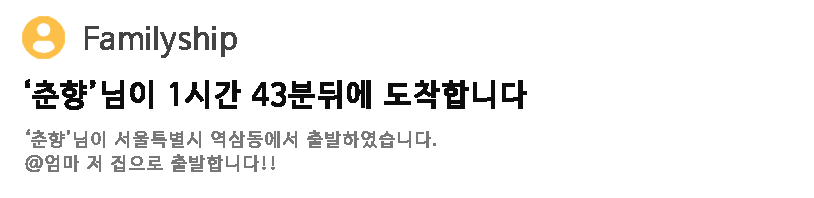 Familyship
‘춘향’님이 1시간 43분뒤에 도착합니다
‘춘향’님이 서울특별시 역삼동에서 출발하였습니다.
@엄마 저 집으로 출발합니다!!